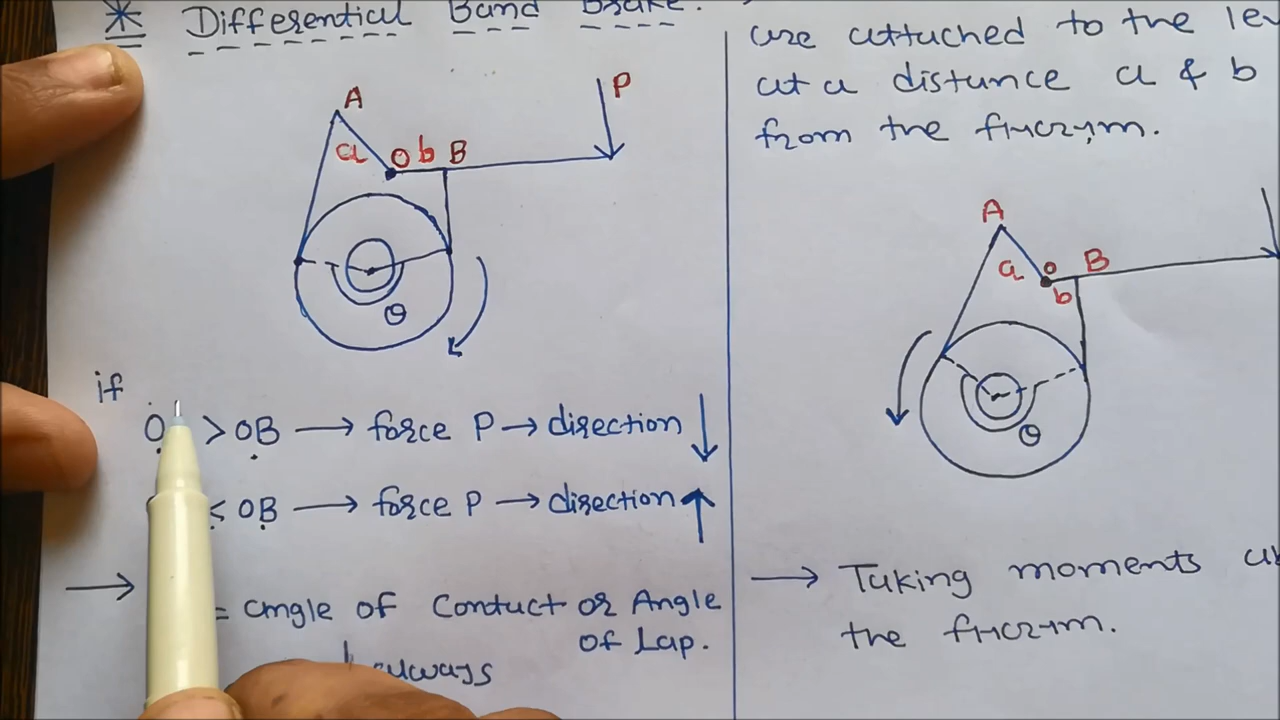 * Differential Band Brake.
A
P
a
O b B
θ
if
O > OB → force P → direction ↓
< OB → force P → direction ↑
→
= angle of Contact or Angle
of Lap.
always
are attached to the lev
at a distance a & b
from the fulcrum.
A
a
O
B
b
θ
→ Taking moments a
the fulcrum.